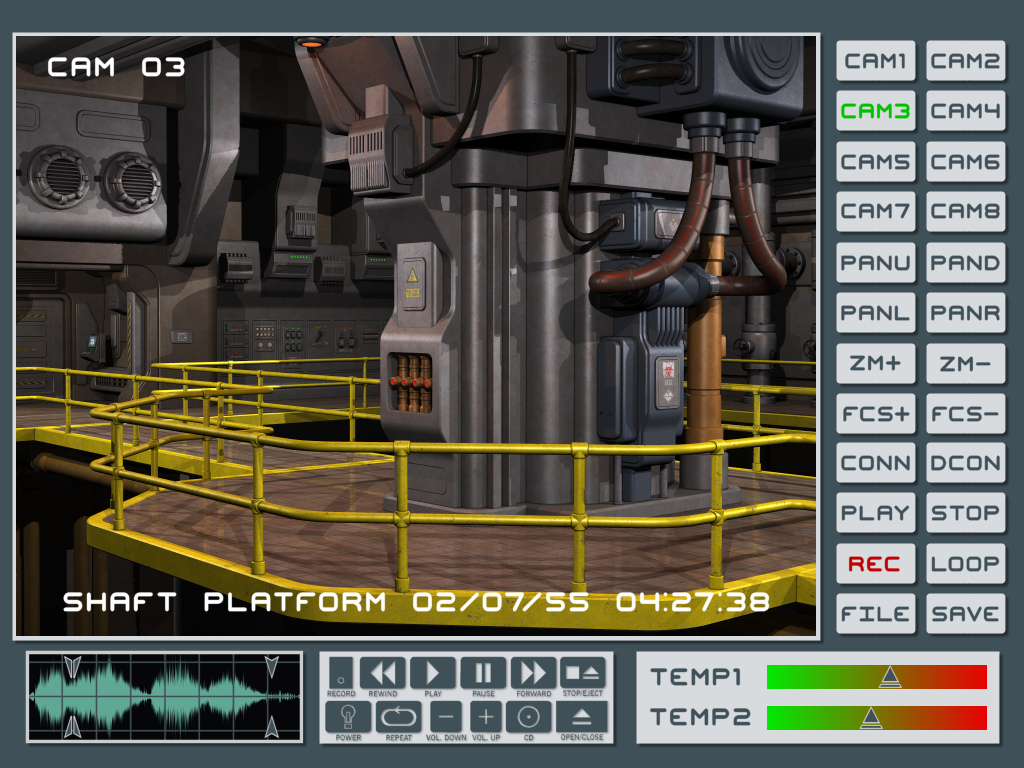 CAM 03
SHAFT PLATFORM 02/07/55 04:27:38
CAM1 CAM2
CAM3 CAM4
CAM5 CAM6
CAM7 CAM8
PANU PAND
PANL PANR
ZM+ ZM-
FCS+ FCS-
CONN DCON
PLAY STOP
REC LOOP
FILE SAVE
RECORD REWIND PLAY PAUSE FORWARD STOP/EJECT
POWER REPEAT VOL. DOWN VOL. UP CD OPEN/CLOSE
TEMP1
TEMP2